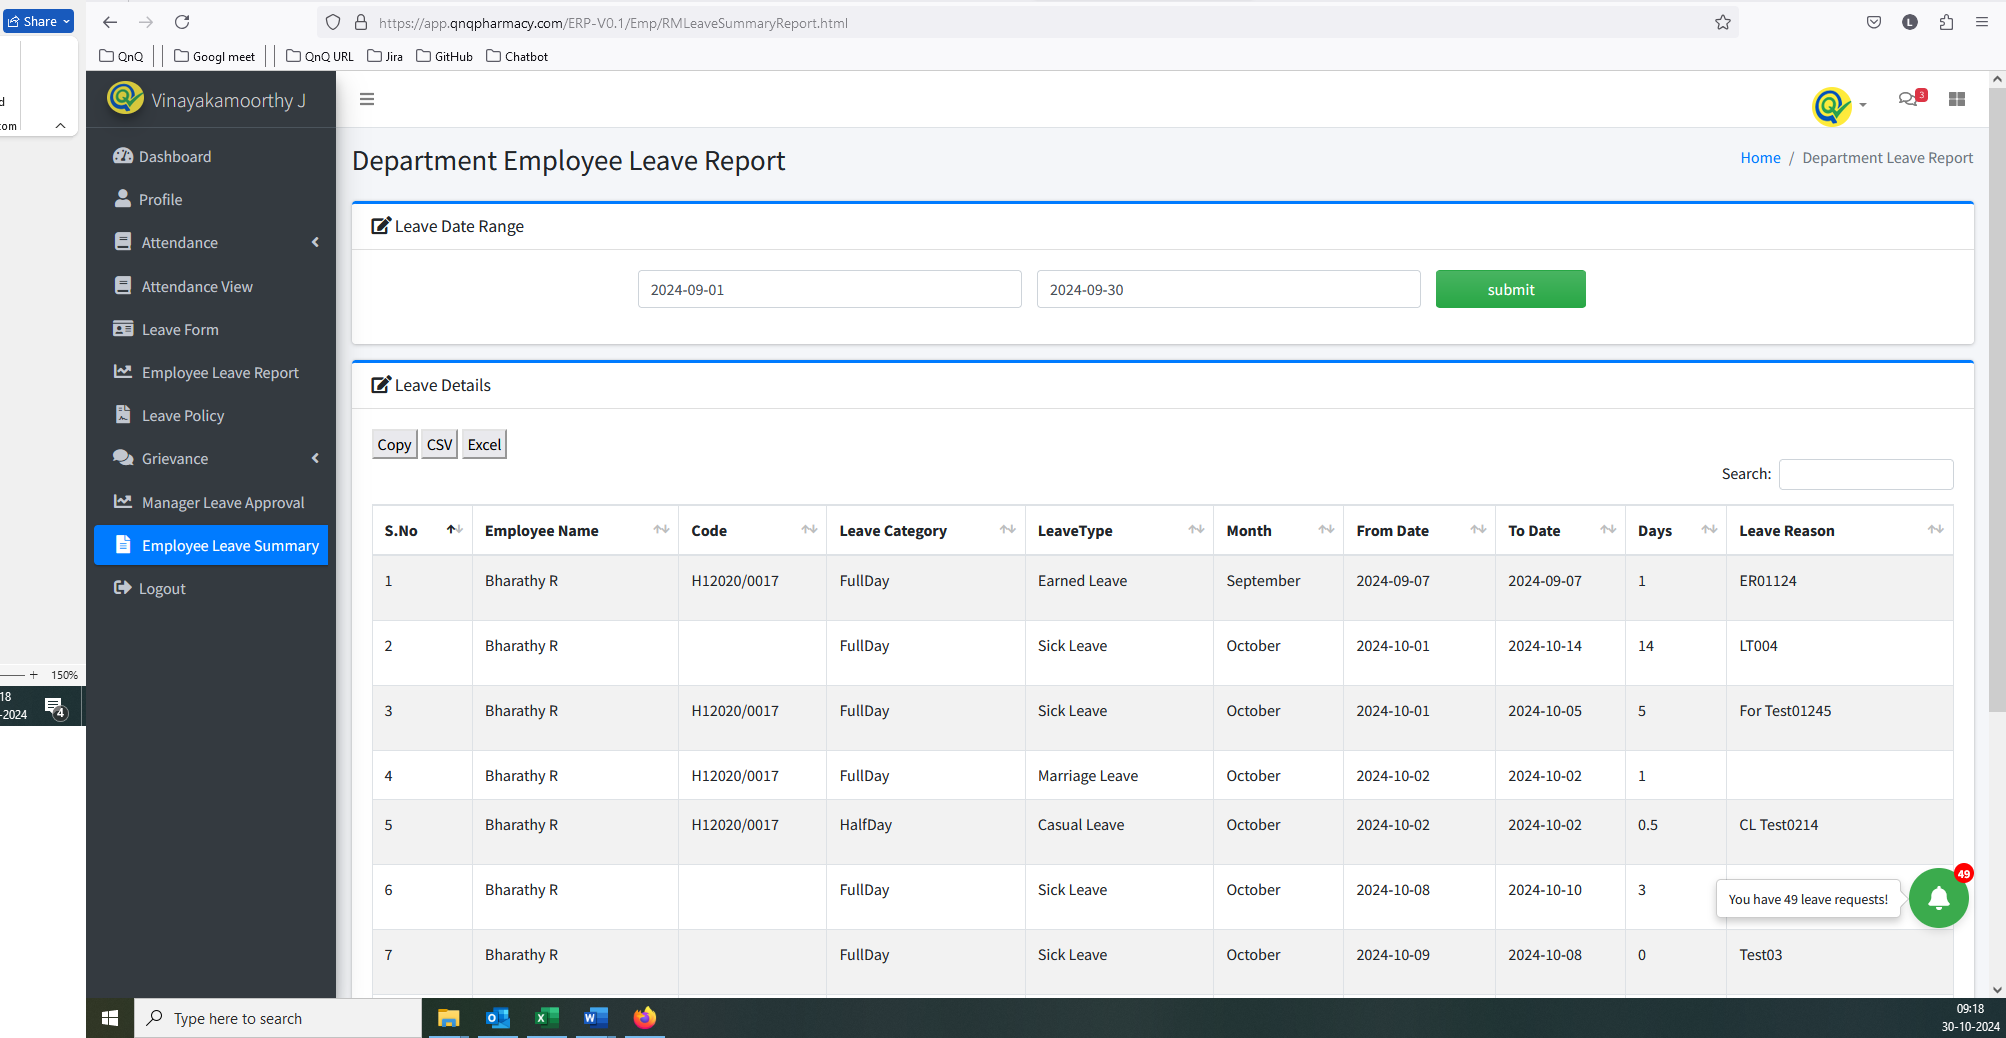 Share
https://app.qnqpharmacy.com/ERP-V0.1/Emp/RMLeaveSummaryReport.html
L
QnQ
Googl meet
QnQ URL
Jira
GitHub
Chatbot
d
com
Vinayakamoorthy J
3
Dashboard
Profile
Attendance
Attendance View
Leave Form
Employee Leave Report
Leave Policy
Grievance
Manager Leave Approval
Employee Leave Summary
Logout
Department Employee Leave Report
Home / Department Leave Report
Leave Date Range
2024-09-01 2024-09-30 submit
Leave Details
Copy CSV Excel
Search:
S.No Employee Name Code Leave Category LeaveType Month From Date To Date Days Leave Reason
1 Bharathy R H12020/0017 FullDay Earned Leave September 2024-09-07 2024-09-07 1 ER01124
2 Bharathy R FullDay Sick Leave October 2024-10-01 2024-10-14 14 LT004
3 Bharathy R H12020/0017 FullDay Sick Leave October 2024-10-01 2024-10-05 5 For Test01245
4 Bharathy R H12020/0017 FullDay Marriage Leave October 2024-10-02 2024-10-02 1
5 Bharathy R H12020/0017 HalfDay Casual Leave October 2024-10-02 2024-10-02 0.5 CL Test0214
6 Bharathy R FullDay Sick Leave October 2024-10-08 2024-10-10 3
7 Bharathy R FullDay Sick Leave October 2024-10-09 2024-10-08 0 Test03
You have 49 leave requests!
49
150%
18
-2024
4
Type here to search
09:18
30-10-2024